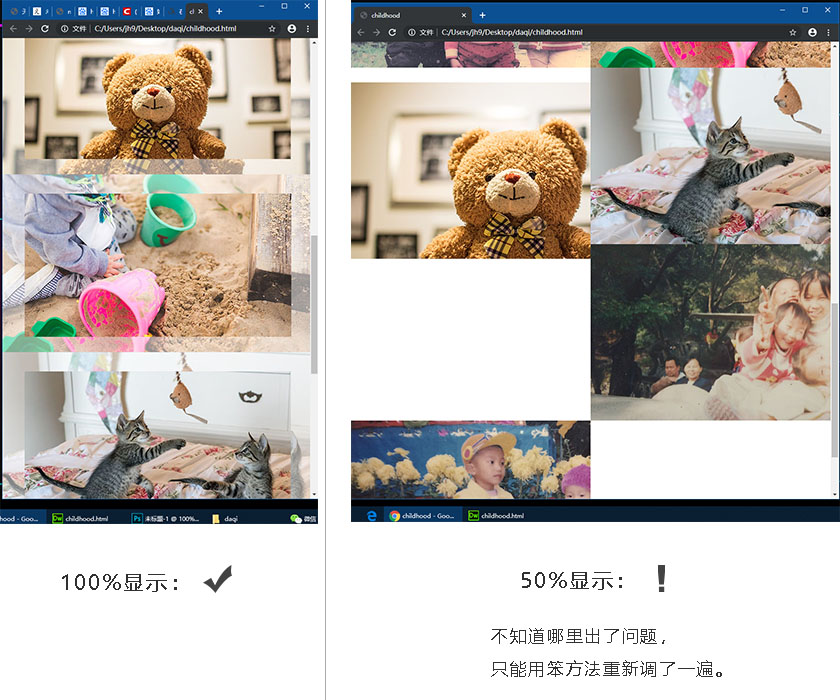 childhood
文件 C:/Users/jh9/Desktop/daqi/childhood.html
文件 C:/Users/jh9/Desktop/daqi/childhood.html
hood - Goo...
childhood.html
未标题-1 @ 100%...
daqi
微信
childhood - Goo...
childhood.html
100%显示：
50%显示：
不知道哪里出了问题，
只能用笨方法重新调了一遍。